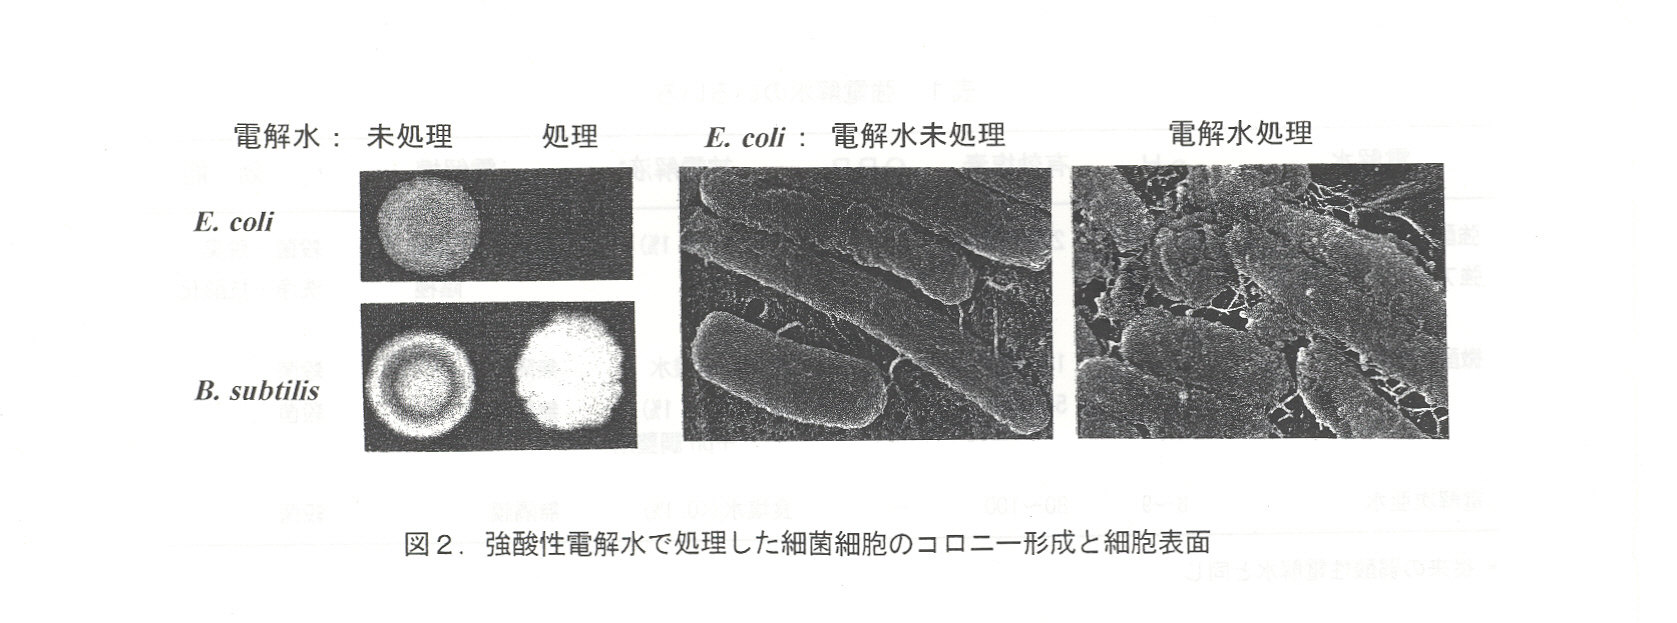 電解水： 未処理 処理 E. coli： 電解水未処理 電解水処理
E. coli
B. subtilis
図２．強酸性電解水で処理した細菌細胞のコロニー形成と細胞表面